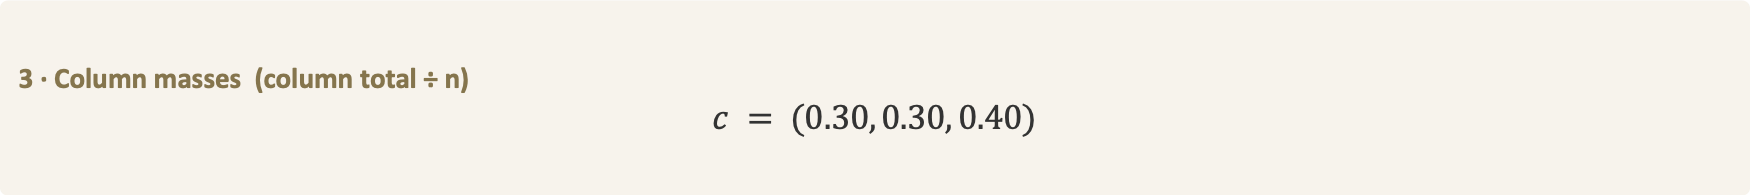 3 · Column masses (column total ÷ n)
c = (0.30, 0.30, 0.40)